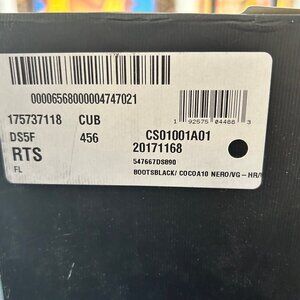 00006568000004747021
175737118 CUB
DS5F 456
RTS
FL
1 92575 04466 3
CS01001A01
20171168
547667DS890
BOOTSBLACK/ COCOA10 NERO/VG - HR/